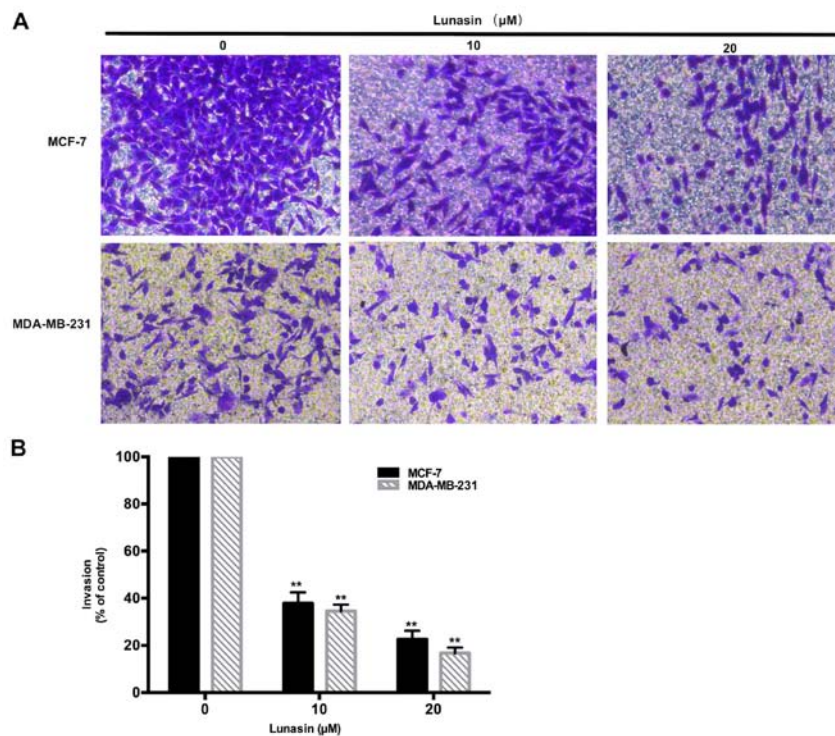 A
Lunasin (µM)
0 10 20
MCF-7
MDA-MB-231
B
100
80
60
40
20
0
Invasion
(% of control)
MCF-7
MDA-MB-231
** **
** **
0 10 20
Lunasin (µM)